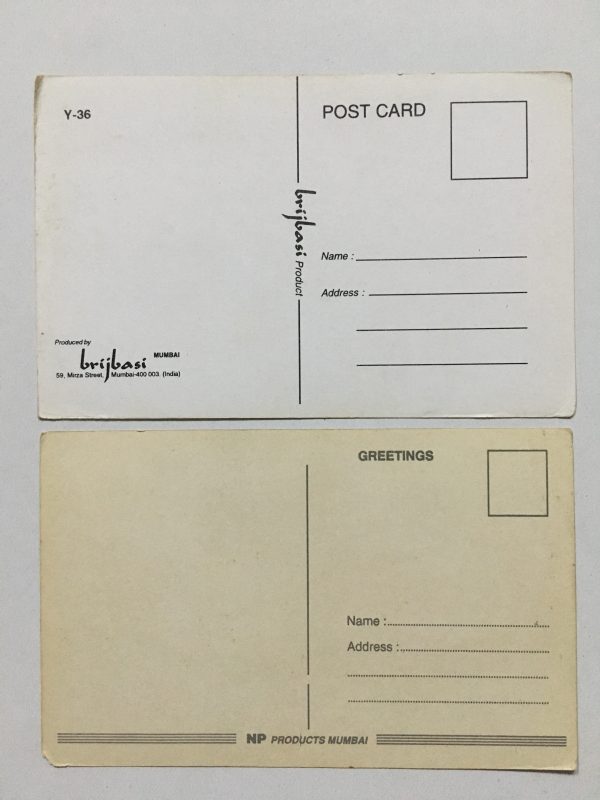 Y-36
POST CARD
brijbasi Product
Name :
Address :
Produced by
brijbasi MUMBAI
59, Mirza Street, Mumbai-400 003. (India)
GREETINGS
Name :
Address :
NP PRODUCTS MUMBAI